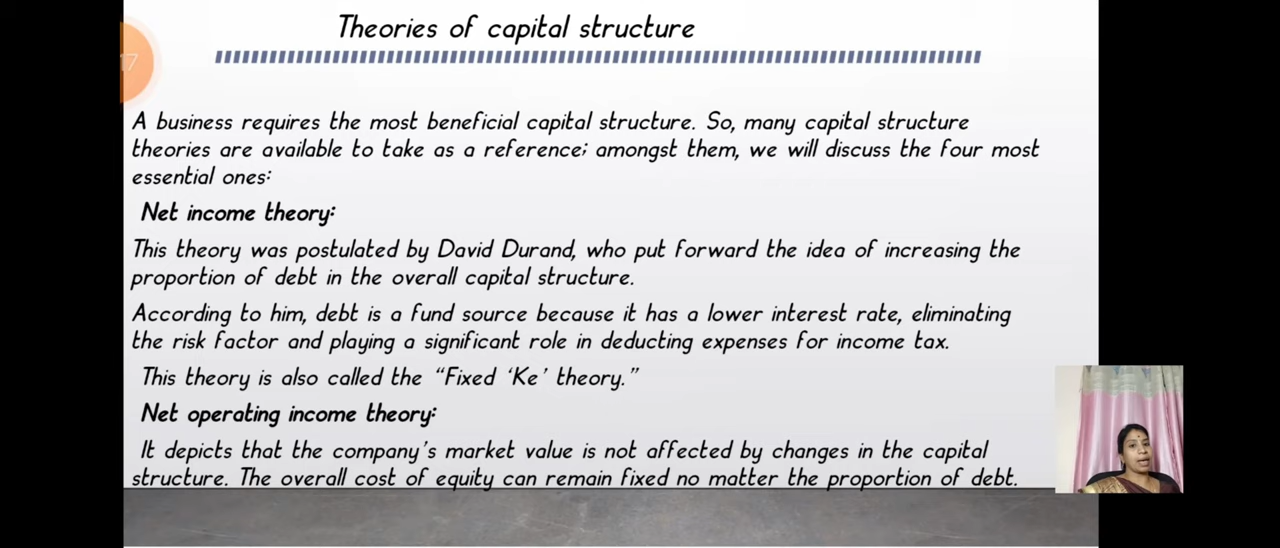 Theories of capital structure
17
A business requires the most beneficial capital structure. So, many capital structure
theories are available to take as a reference; amongst them, we will discuss the four most
essential ones:
Net income theory:
This theory was postulated by David Durand, who put forward the idea of increasing the
proportion of debt in the overall capital structure.
According to him, debt is a fund source because it has a lower interest rate, eliminating
the risk factor and playing a significant role in deducting expenses for income tax.
This theory is also called the “Fixed ‘Ke’ theory.”
Net operating income theory:
It depicts that the company’s market value is not affected by changes in the capital
structure. The overall cost of equity can remain fixed no matter the proportion of debt.